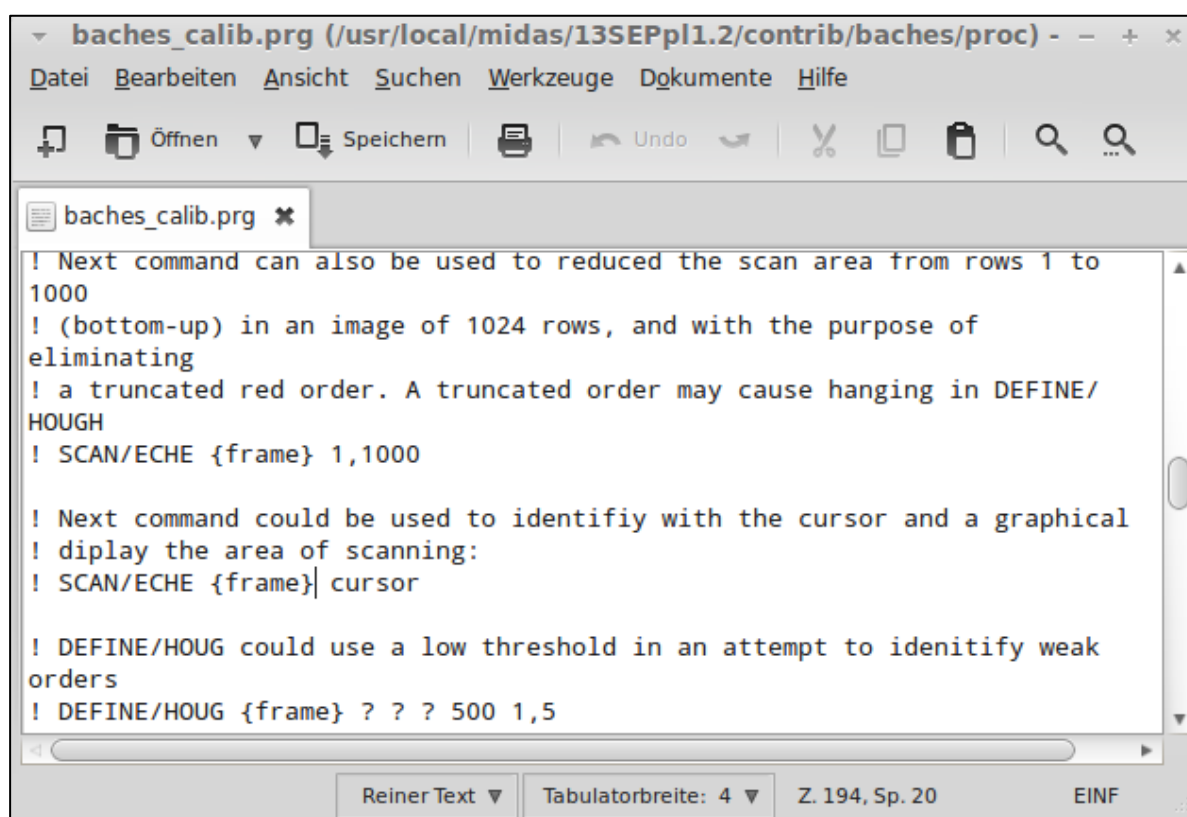 baches_calib.prg (/usr/local/midas/13SEPpl1.2/contrib/baches/proc) -
Datei Bearbeiten Ansicht Suchen Werkzeuge Dokumente Hilfe
Öffnen Speichern Undo
baches_calib.prg
! Next command can also be used to reduced the scan area from rows 1 to
1000
! (bottom-up) in an image of 1024 rows, and with the purpose of
eliminating
! a truncated red order. A truncated order may cause hanging in DEFINE/
HOUGH
! SCAN/ECHE {frame} 1,1000
! Next command could be used to identifiy with the cursor and a graphical
! diplay the area of scanning:
! SCAN/ECHE {frame} cursor
! DEFINE/HOUG could use a low threshold in an attempt to idenitify weak
orders
! DEFINE/HOUG {frame} ? ? ? 500 1,5
Reiner Text Tabulatorbreite: 4 Z. 194, Sp. 20 EINF